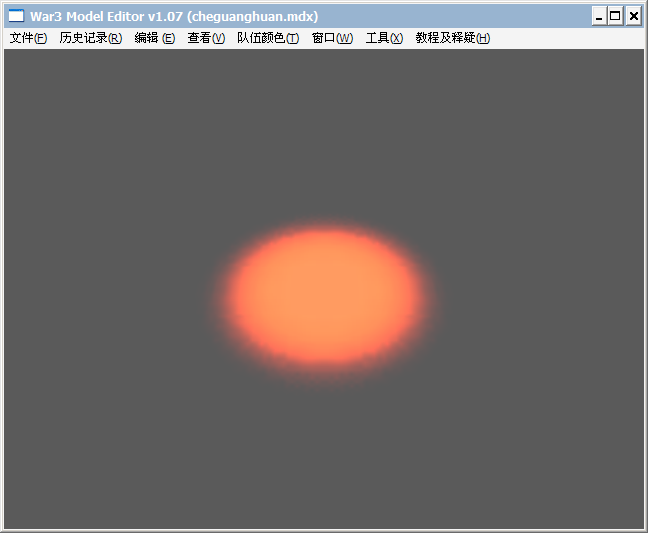 War3 Model Editor v1.07 (cheguanghuan.mdx)
文件(F) 历史记录(R) 编辑 (E) 查看(V) 队伍颜色(T) 窗口(W) 工具(X) 教程及释疑(H)